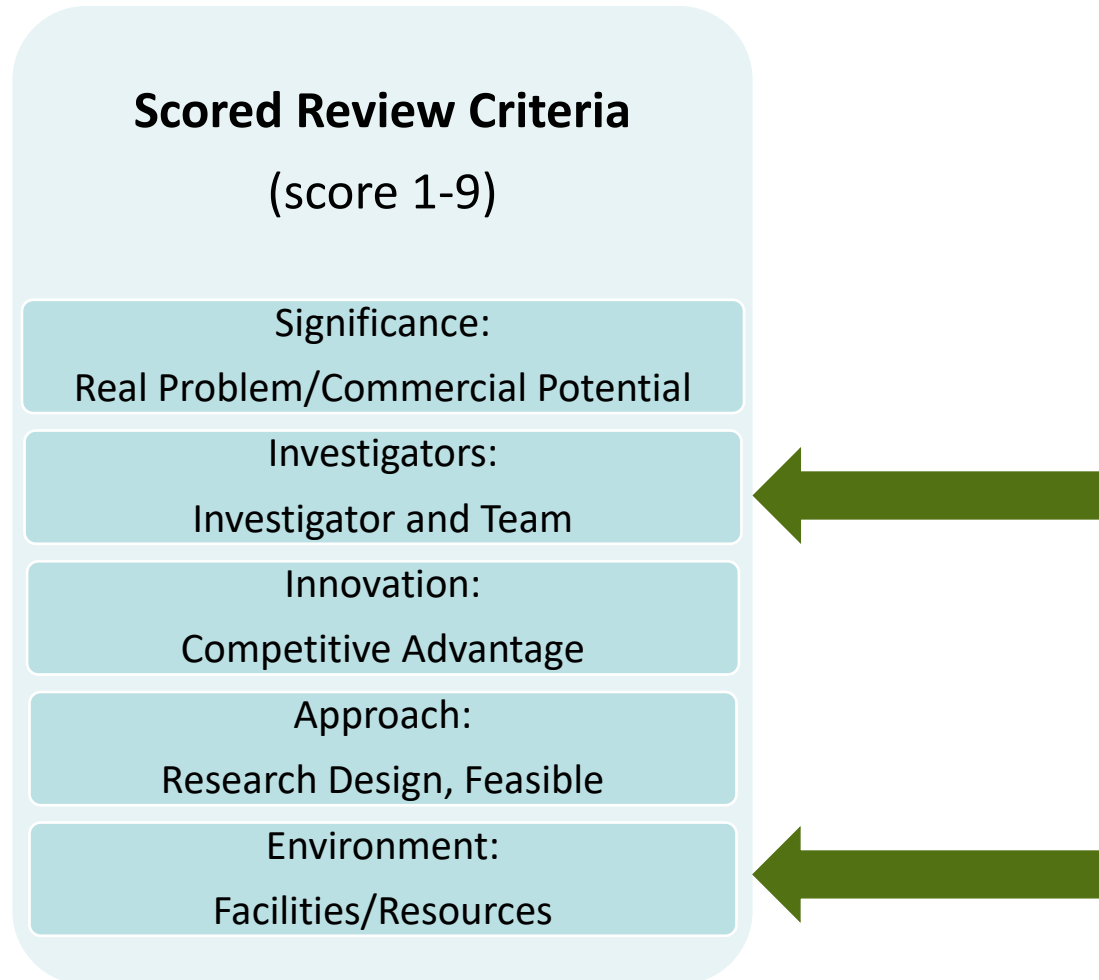 Scored Review Criteria
(score 1-9)
Significance:
Real Problem/Commercial Potential
Investigators:
Investigator and Team
Innovation:
Competitive Advantage
Approach:
Research Design, Feasible
Environment:
Facilities/Resources